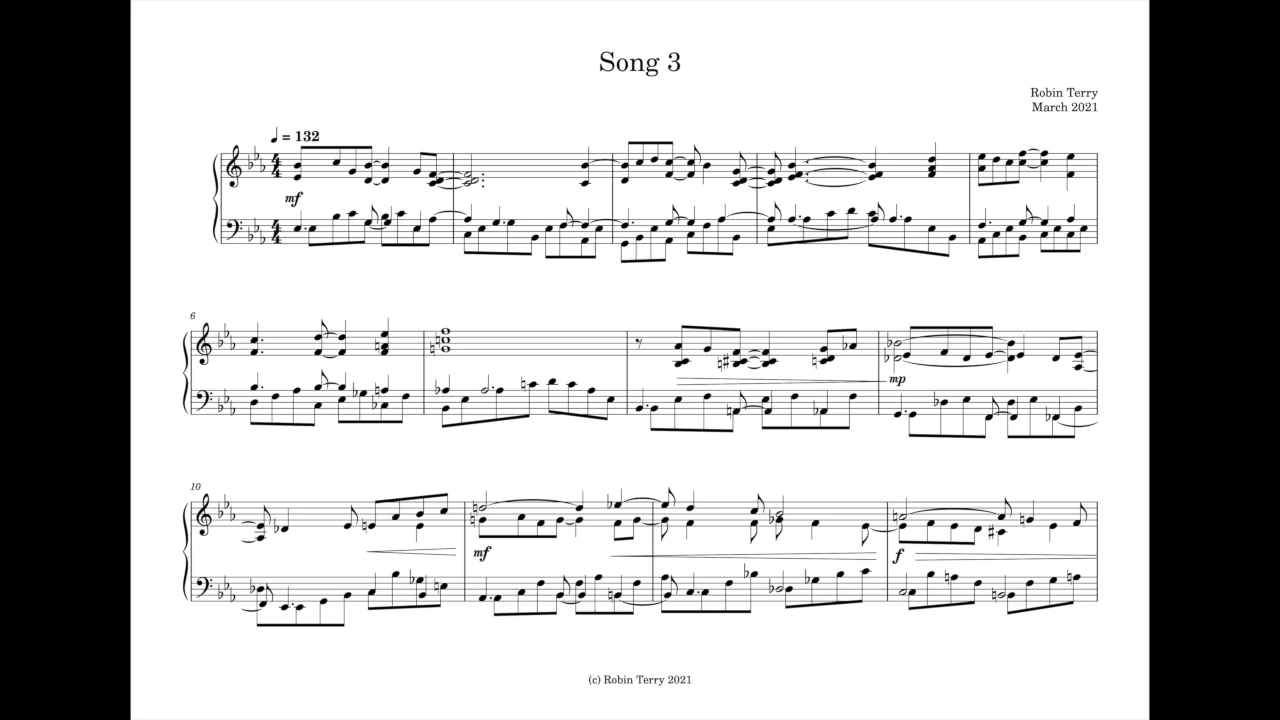 Song 3
Robin Terry
March 2021
= 132
mf
6
mp
10
mf
f
(c) Robin Terry 2021